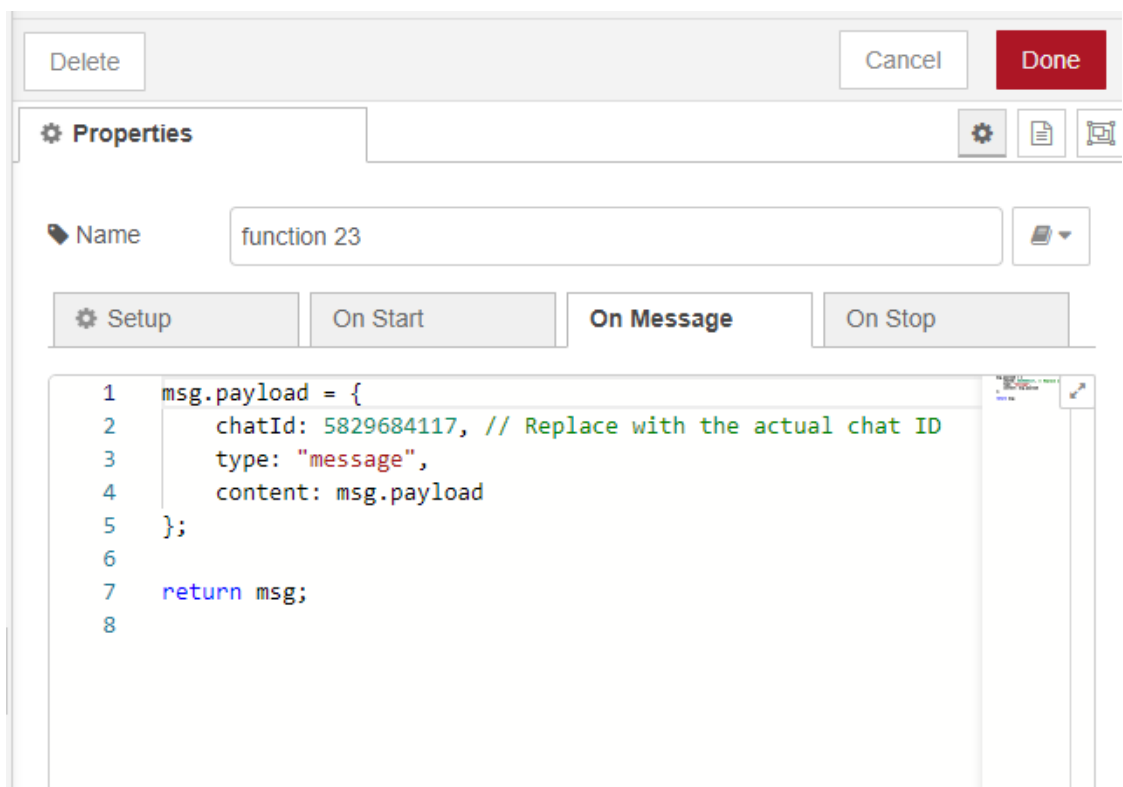 Delete
Cancel
Done
Properties
Name
function 23
Setup
On Start
On Message
On Stop
1 msg.payload = {
2     chatId: 5829684117, // Replace with the actual chat ID
3     type: "message",
4     content: msg.payload
5 };
6
7 return msg;
8